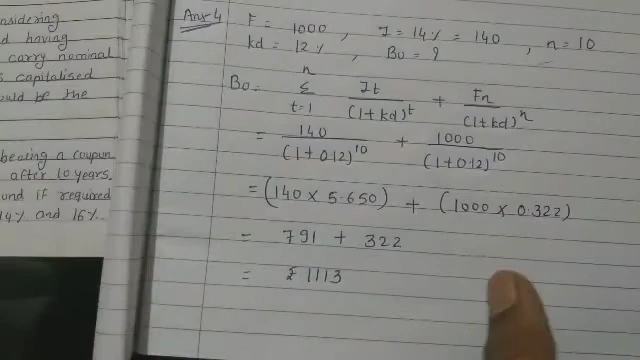 nsidering
d having
carry nominal
s capitalised
ould be the
beating a coupon
after 10 years.
ond if required
14% and 16%.
Ans 4
F = 1000, I = 14% = 140, n = 10
kd = 12%, B0 = ?
B0 = n Σ t=1 It/(1+kd)^t + Fn/(1+kd)^n
= 140/(1+0.12)^10 + 1000/(1+0.12)^10
= (140 × 5.650) + (1000 × 0.322)
= 791 + 322
= ₹1113